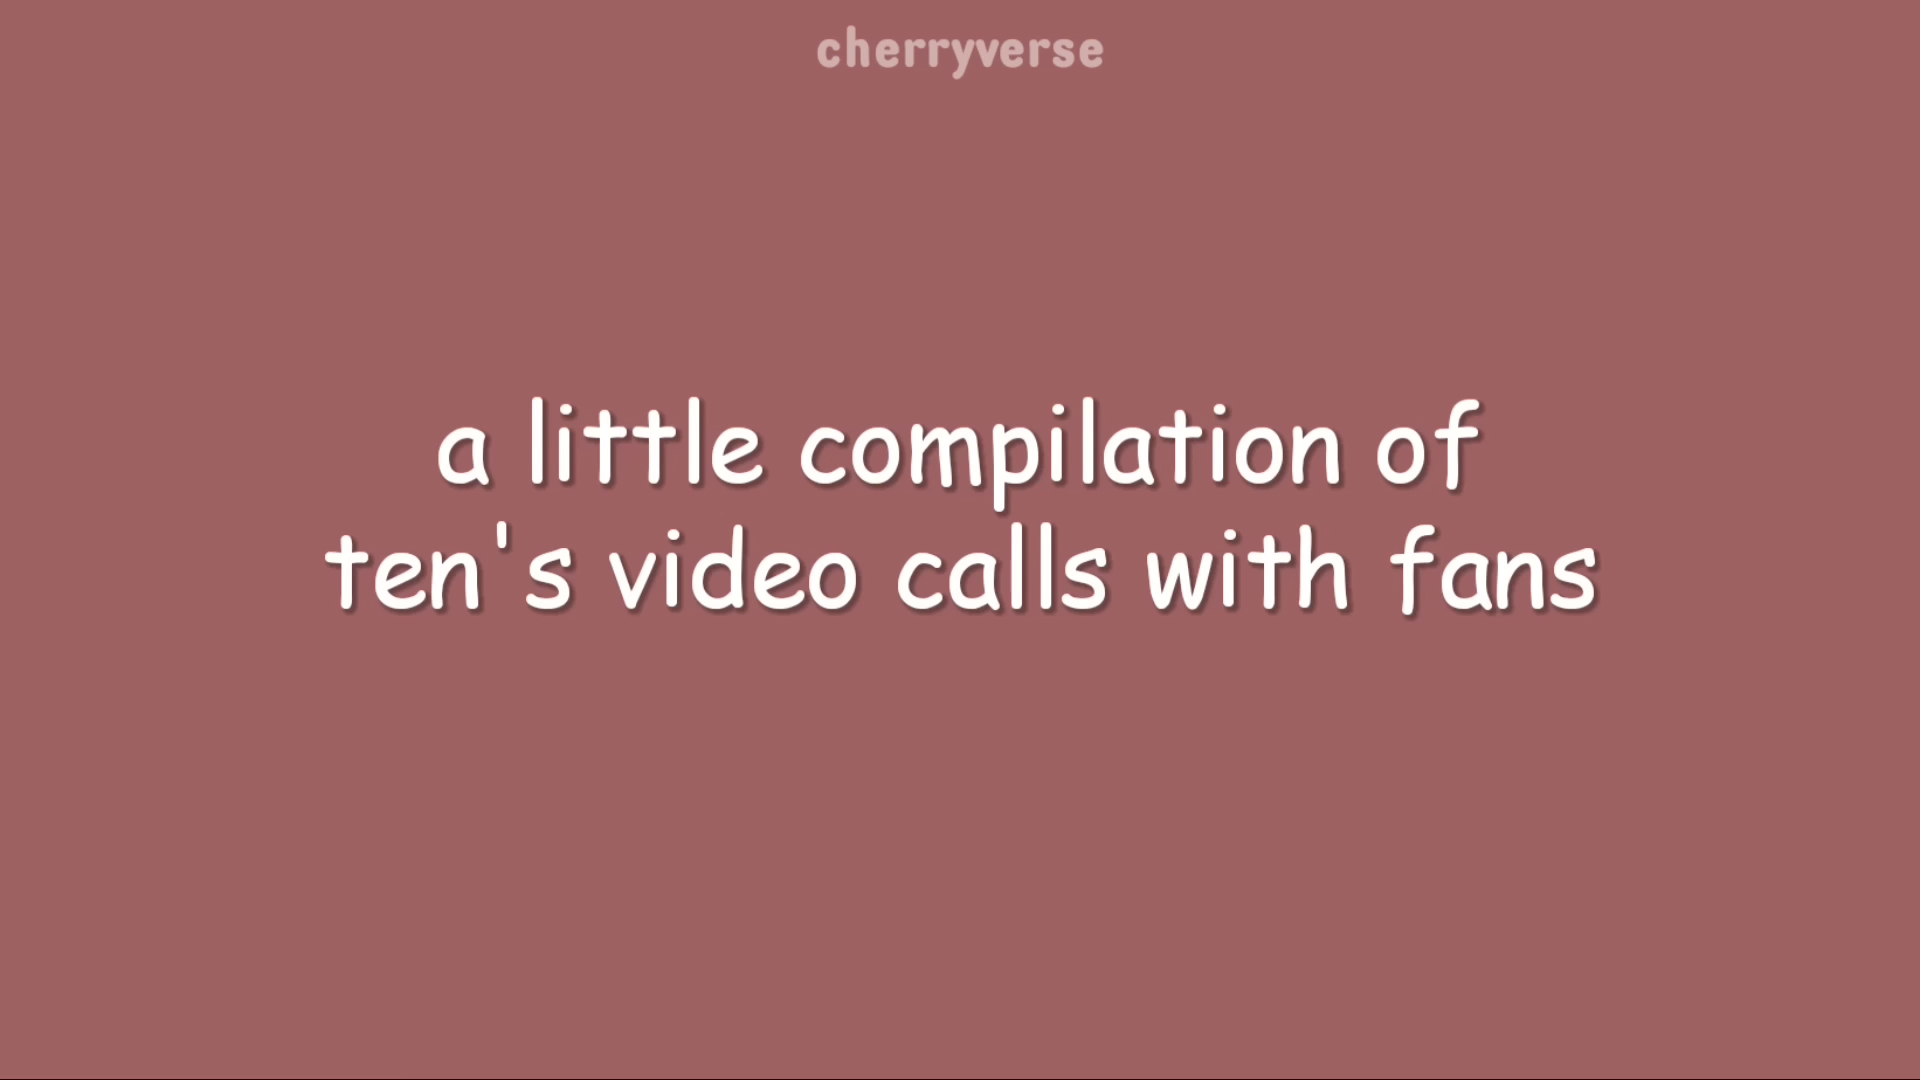 cherryverse
a little compilation of
ten's video calls with fans